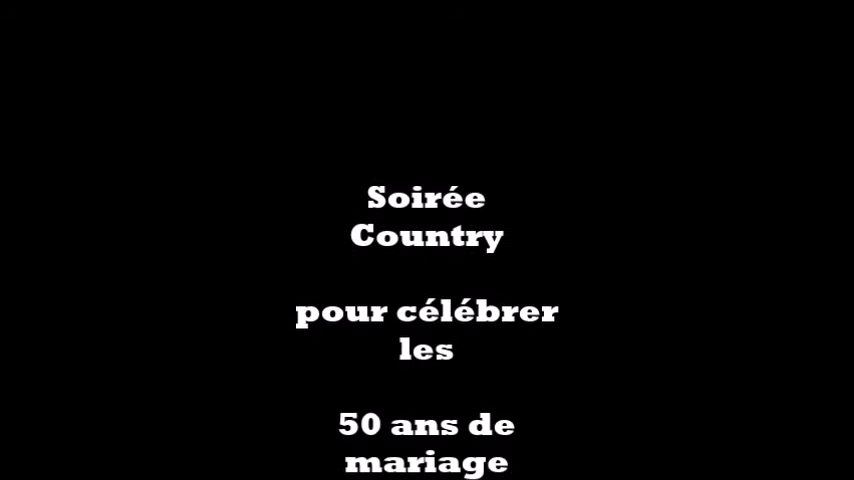 Soirée
Country
pour célébrer
les
50 ans de
mariage